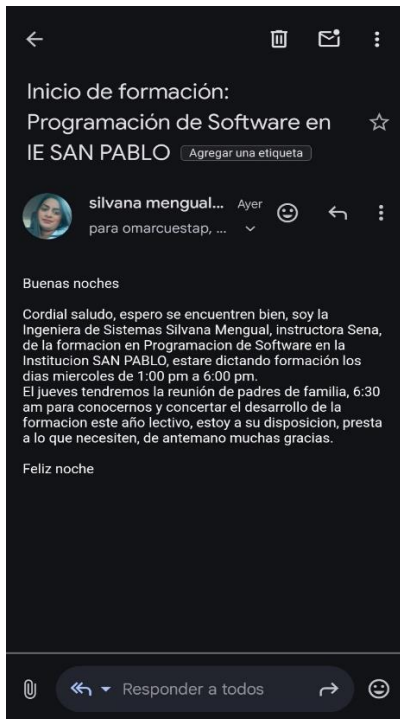 Inicio de formación:
Programación de Software en
IE SAN PABLO Agregar una etiqueta
silvana mengual... Ayer
para omarcuestap, ...
Buenas noches
Cordial saludo, espero se encuentren bien, soy la
Ingeniera de Sistemas Silvana Mengual, instructora Sena,
de la formacion en Programacion de Software en la
Institucion SAN PABLO, estare dictando formación los
dias miercoles de 1:00 pm a 6:00 pm.
El jueves tendremos la reunión de padres de familia, 6:30
am para conocernos y concertar el desarrollo de la
formacion este año lectivo, estoy a su disposicion, presta
a lo que necesiten, de antemano muchas gracias.
Feliz noche
Responder a todos